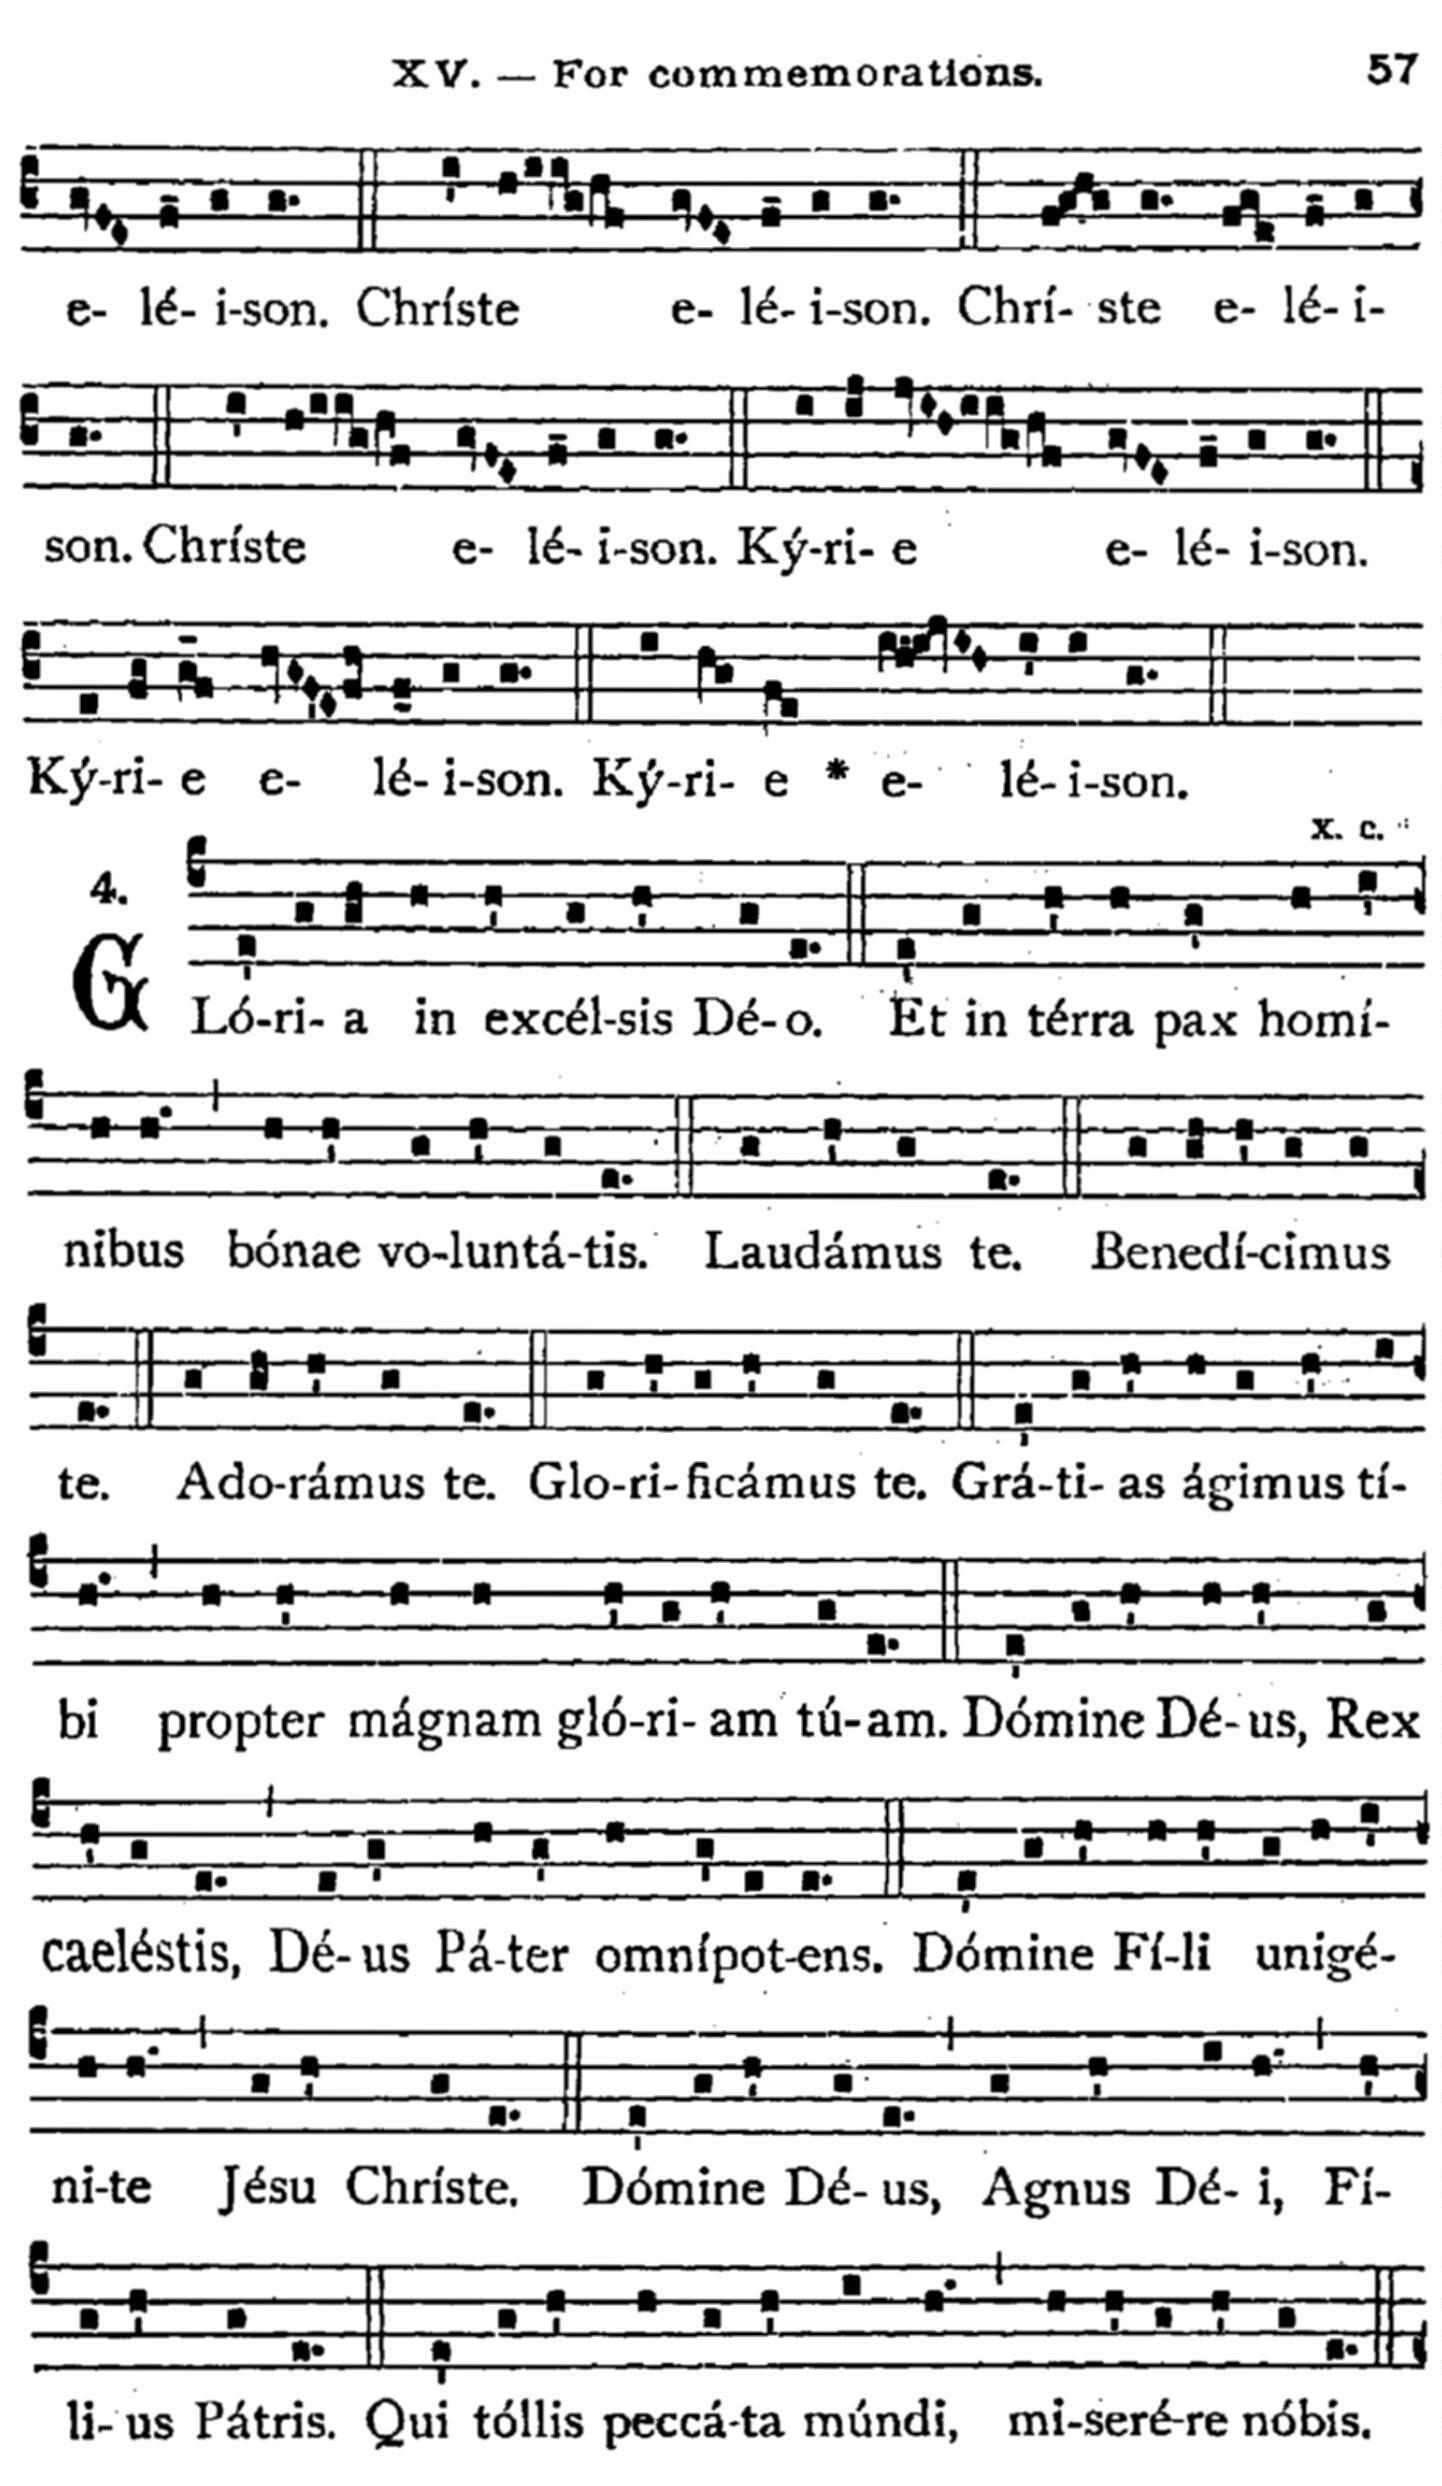 XV. — For commemorations. 57
e- lé- i-son. Chríste e- lé- i-son. Chrí- ste e- lé- i-
son. Chríste e- lé- i-son. Ký-ri- e e- lé- i-son.
Ký-ri- e e- lé- i-son. Ký-ri- e * e- lé- i-son.
X. c.
4.
GLó-ri- a in excél-sis Dé- o. Et in térra pax homí-
nibus bónae vo-luntá-tis. Laudámus te. Benedí-cimus
te. Ado-rámus te. Glo-ri-ficámus te. Grá-ti- as ágimus tí-
bi propter mágnam gló-ri- am tú-am. Dómine Dé- us, Rex
caeléstis, Dé- us Pá-ter omnípot-ens. Dómine Fí-li unigé-
ni-te Jésu Chríste. Dómine Dé- us, Agnus Dé- i, Fí-
li- us Pátris. Qui tóllis peccá-ta múndi, mi-seré-re nóbis.